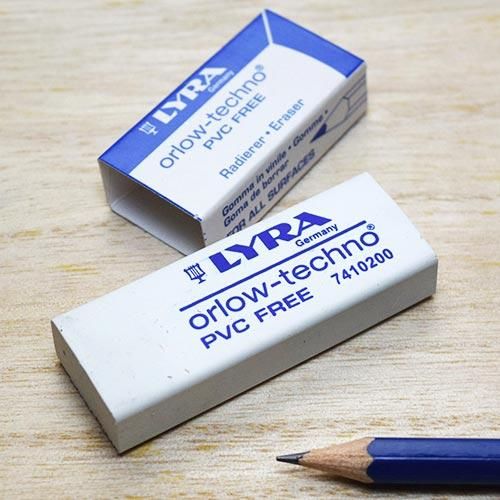 LYRA
Germany
orlow-techno®
PVC FREE
Radierer • Eraser
Gomma in vinile • Gomme •
Goma de borrar
FOR ALL SURFACES
LYRA
Germany
orlow-techno®
PVC FREE 7410200